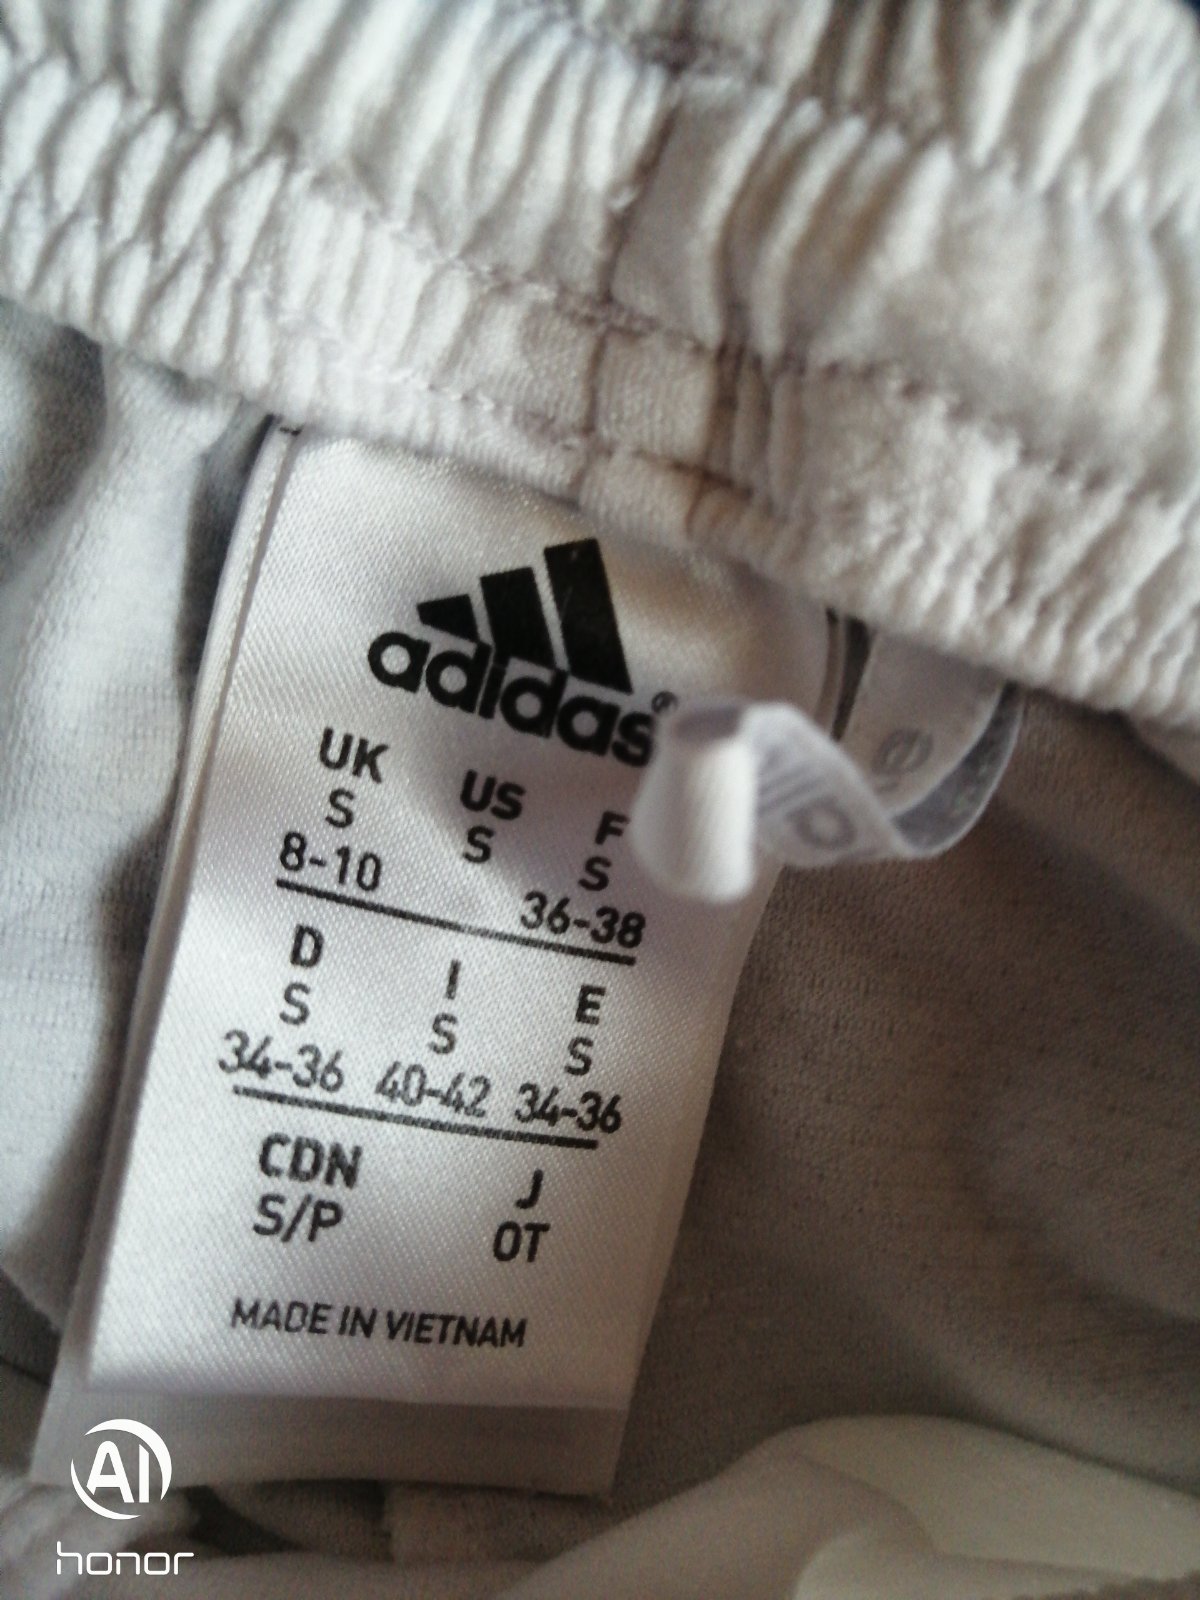 adidas®
UK US F
S S S
8-10 36-38
D I E
S S S
34-36 40-42 34-36
CDN J
S/P OT
MADE IN VIETNAM
AI
honor